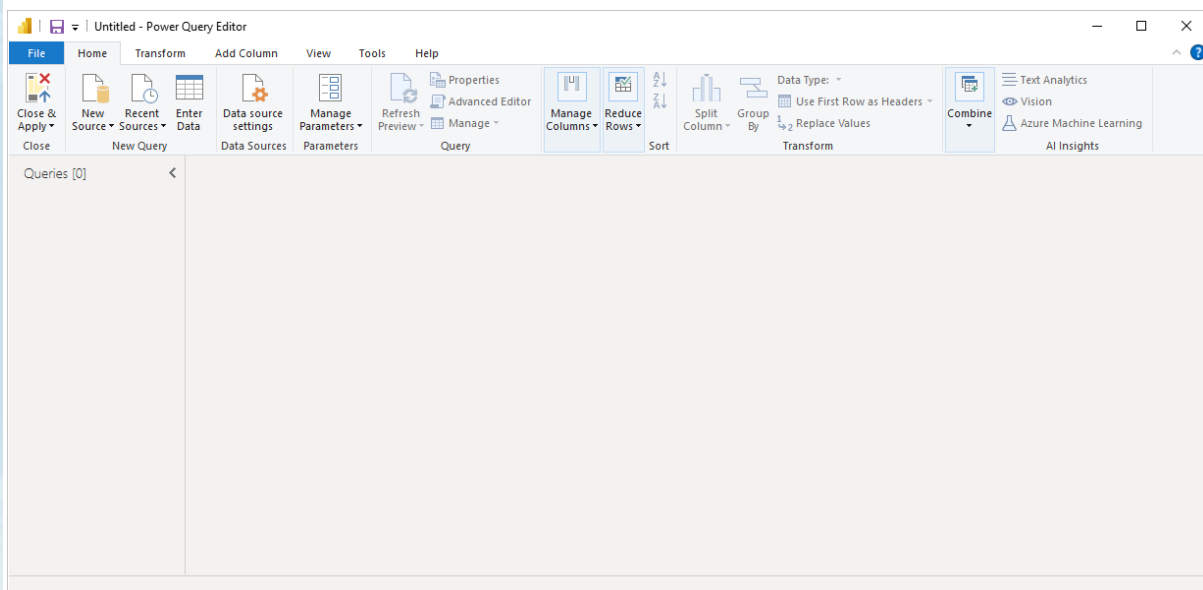 Untitled - Power Query Editor
File Home Transform Add Column View Tools Help
Close & Apply
New Source
Recent Sources
Enter Data
Data source settings
Manage Parameters
Refresh Preview
Properties
Advanced Editor
Manage
Manage Columns
Reduce Rows
Split Column
Group By
Data Type:
Use First Row as Headers
Replace Values
Combine
Text Analytics
Vision
Azure Machine Learning
Close New Query Data Sources Parameters Query Sort Transform AI Insights
Queries [0]